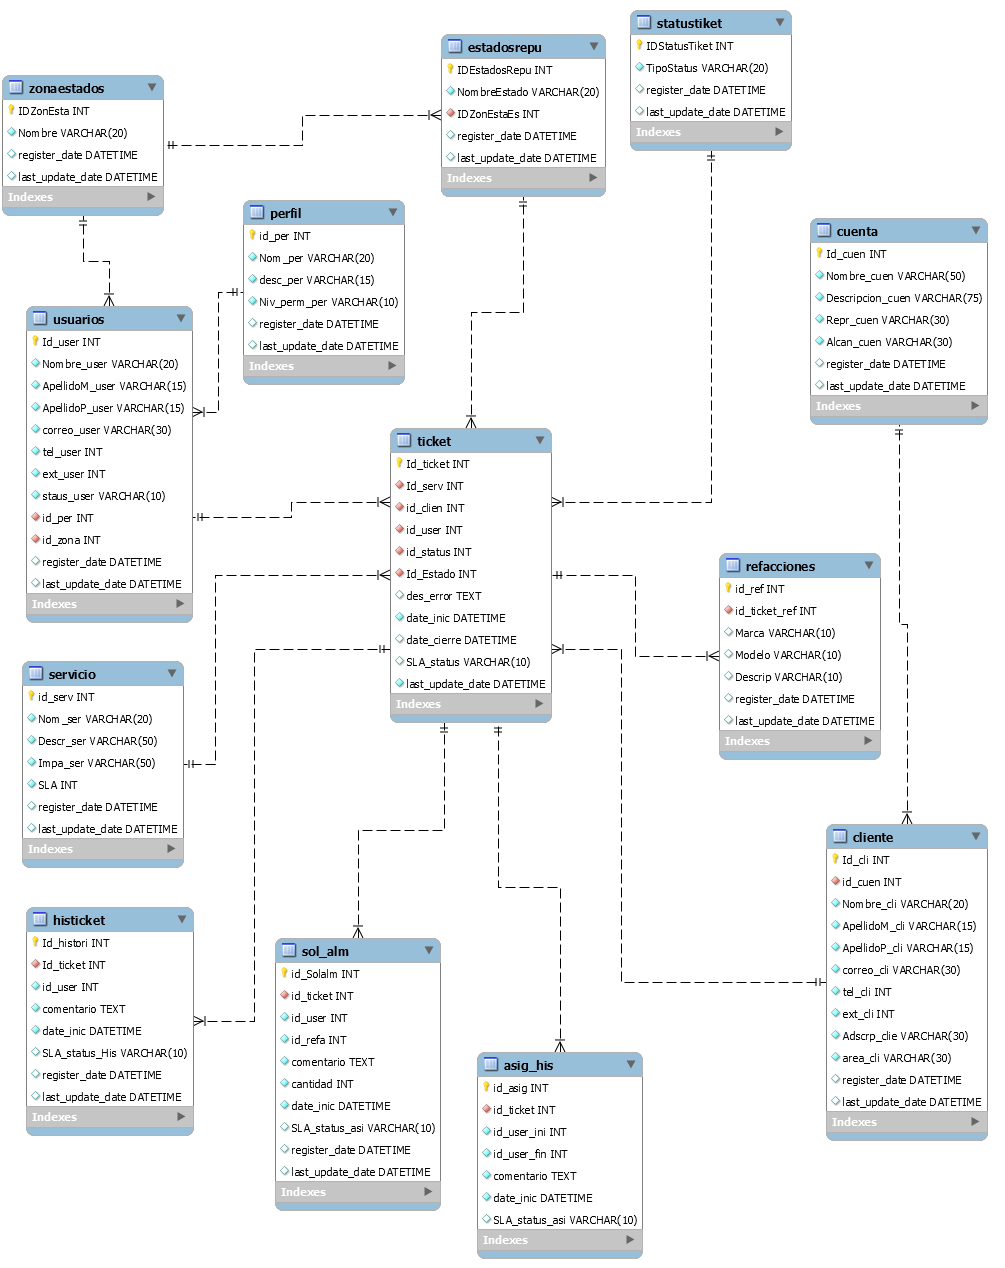 statustiket
IDStatusTiket INT
TipoStatus VARCHAR(20)
register_date DATETIME
last_update_date DATETIME
Indexes
estadosrepu
IDEstadosRepu INT
NombreEstado VARCHAR(20)
IDZonEstaEs INT
register_date DATETIME
last_update_date DATETIME
Indexes
zonaestados
IDZonEsta INT
Nombre VARCHAR(20)
register_date DATETIME
last_update_date DATETIME
Indexes
perfil
id_per INT
Nom_per VARCHAR(20)
desc_per VARCHAR(15)
Niv_perm_per VARCHAR(10)
register_date DATETIME
last_update_date DATETIME
Indexes
cuenta
Id_cuen INT
Nombre_cuen VARCHAR(50)
Descripcion_cuen VARCHAR(75)
Repr_cuen VARCHAR(30)
Alcan_cuen VARCHAR(30)
register_date DATETIME
last_update_date DATETIME
Indexes
usuarios
Id_user INT
Nombre_user VARCHAR(20)
ApellidoM_user VARCHAR(15)
ApellidoP_user VARCHAR(15)
correo_user VARCHAR(30)
tel_user INT
ext_user INT
staus_user VARCHAR(10)
id_per INT
id_zona INT
register_date DATETIME
last_update_date DATETIME
Indexes
ticket
Id_ticket INT
Id_serv INT
id_clien INT
id_user INT
id_status INT
Id_Estado INT
des_error TEXT
date_inic DATETIME
date_cierre DATETIME
SLA_status VARCHAR(10)
last_update_date DATETIME
Indexes
refacciones
id_ref INT
id_ticket_ref INT
Marca VARCHAR(10)
Modelo VARCHAR(10)
Descrip VARCHAR(10)
register_date DATETIME
last_update_date DATETIME
Indexes
servicio
id_serv INT
Nom_ser VARCHAR(20)
Descr_ser VARCHAR(50)
Impa_ser VARCHAR(50)
SLA INT
register_date DATETIME
last_update_date DATETIME
Indexes
cliente
Id_cli INT
id_cuen INT
Nombre_cli VARCHAR(20)
ApellidoM_cli VARCHAR(15)
ApellidoP_cli VARCHAR(15)
correo_cli VARCHAR(30)
tel_cli INT
ext_cli INT
Adscrp_clie VARCHAR(30)
area_cli VARCHAR(30)
register_date DATETIME
last_update_date DATETIME
Indexes
histicket
Id_histori INT
Id_ticket INT
id_user INT
comentario TEXT
date_inic DATETIME
SLA_status_His VARCHAR(10)
register_date DATETIME
last_update_date DATETIME
Indexes
sol_alm
id_Solalm INT
id_ticket INT
id_user INT
id_refa INT
comentario TEXT
cantidad INT
date_inic DATETIME
SLA_status_asi VARCHAR(10)
register_date DATETIME
last_update_date DATETIME
Indexes
asig_his
id_asig INT
id_ticket INT
id_user_ini INT
id_user_fin INT
comentario TEXT
date_inic DATETIME
SLA_status_asi VARCHAR(10)
Indexes